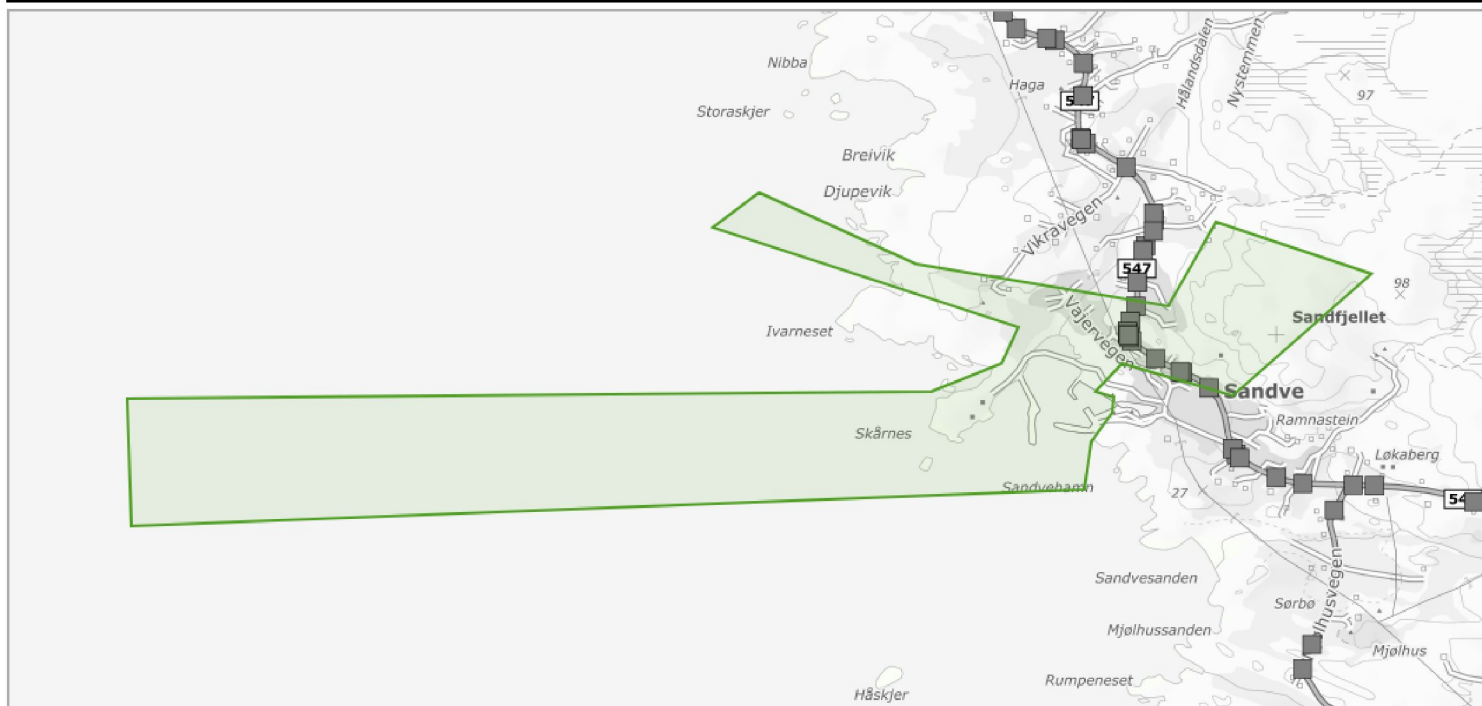 Nibba
Haga
Hålandsdalen
Nystemmen
97
Storaskjer
Breivik
Djupevik
Vikravegen
547
98
Sandfjellet
Ivarneset
Vajervegen
Sandve
Ramnastein
Skårnes
Løkaberg
Sandvehamn
27
Sandvesanden
Sørbø
Mjølhussanden
Mjølhus
Rumpeneset
Håskjer